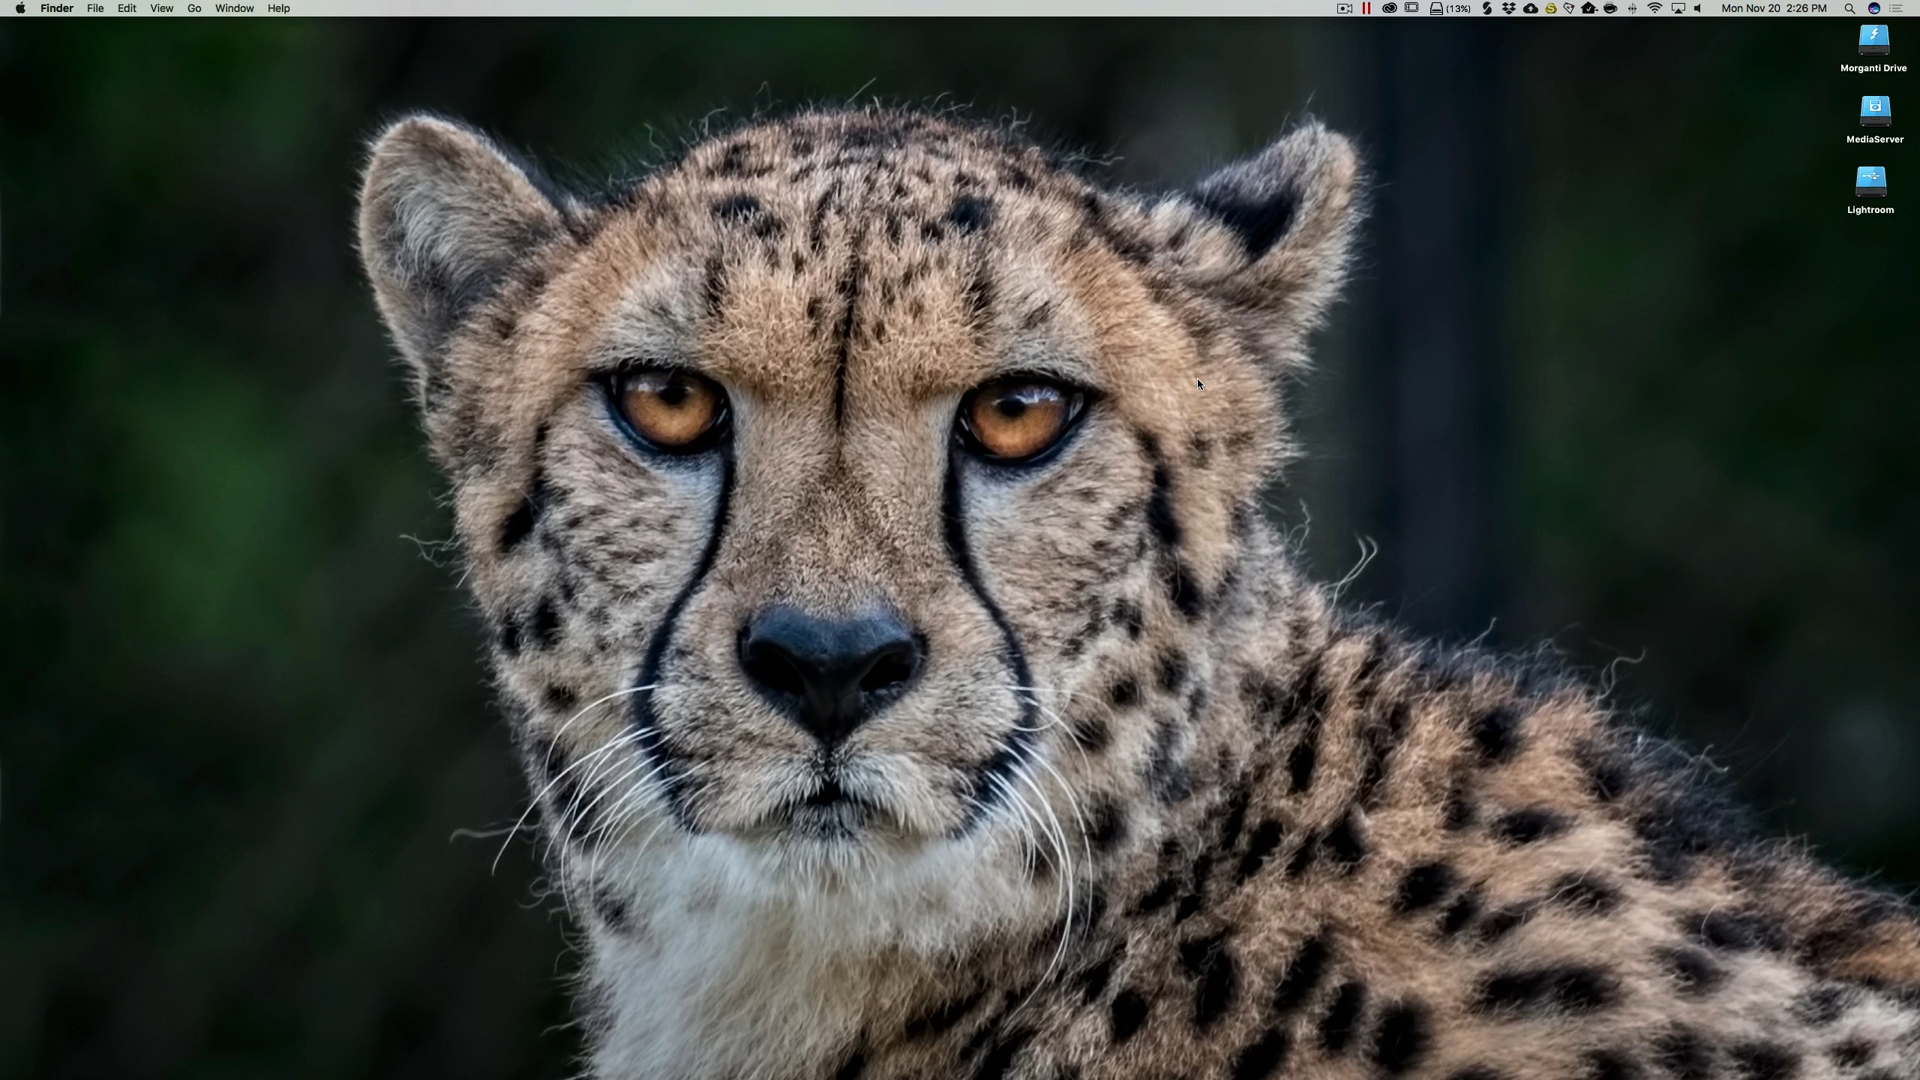 Finder File Edit View Go Window Help (13%) Mon Nov 20 2:26 PM
Morganti Drive
MediaServer
Lightroom